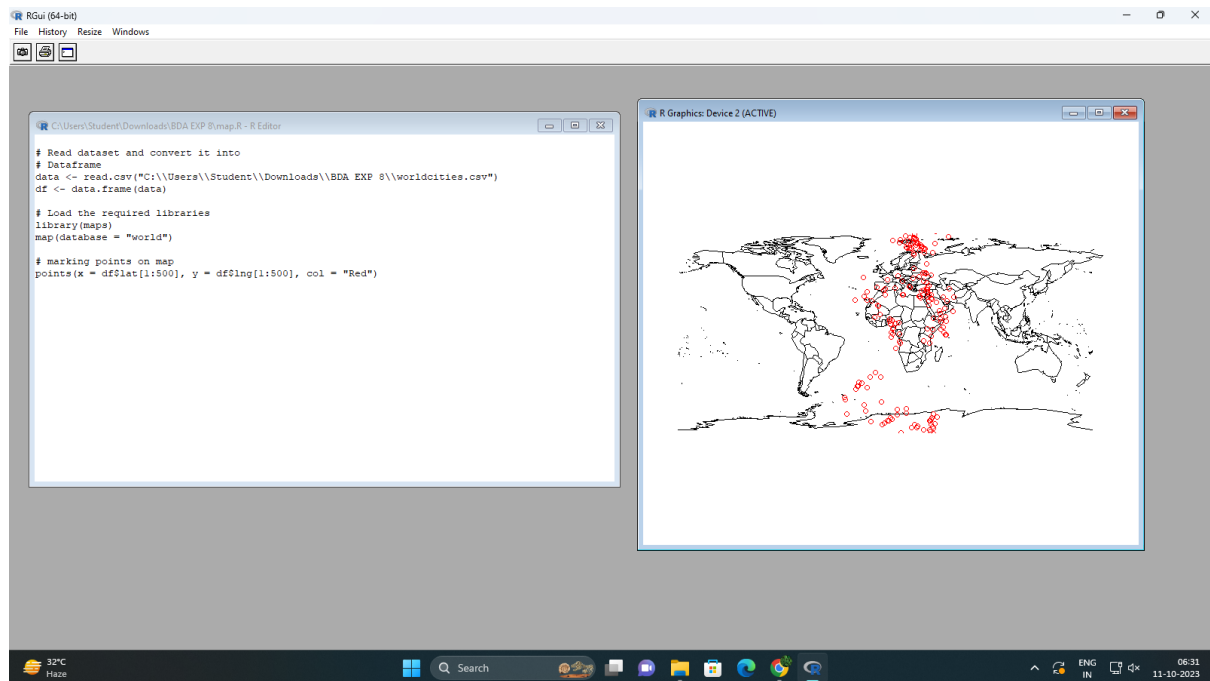 RGui (64-bit)
File History Resize Windows
C:\Users\Student\Downloads\BDA EXP 8\map.R - R Editor
# Read dataset and convert it into
# Dataframe
data <- read.csv("C:\\Users\\Student\\Downloads\\BDA EXP 8\\worldcities.csv")
df <- data.frame(data)
# Load the required libraries
library(maps)
map(database = "world")
# marking points on map
points(x = df$lat[1:500], y = df$lng[1:500], col = "Red")
R Graphics: Device 2 (ACTIVE)
32°C
Haze
Search
ENG
IN
06:31
11-10-2023